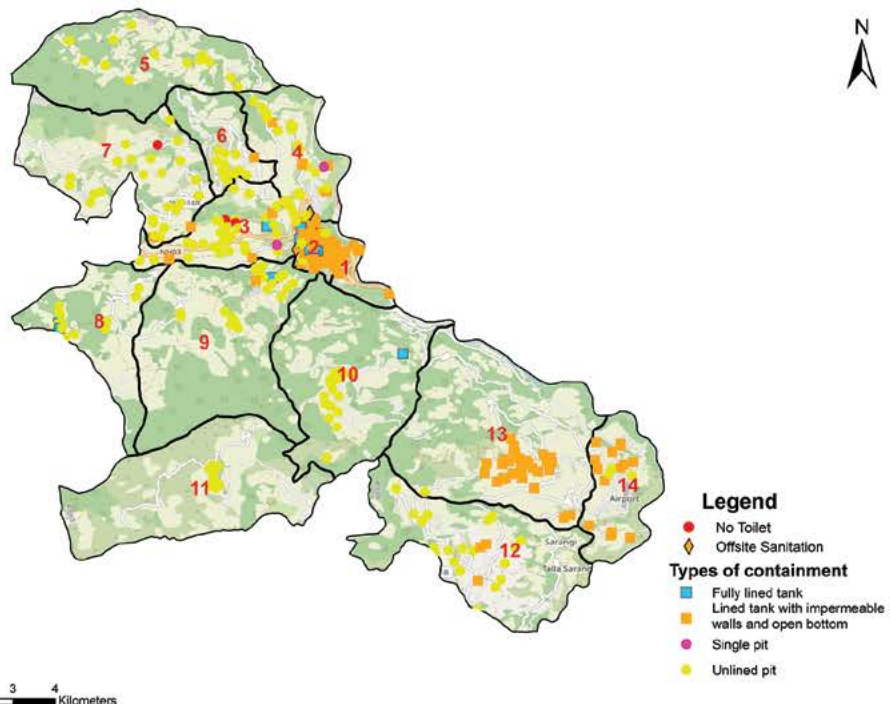 N
5
6
7
4
3
2
1
8
9
10
13
11
14
Airport
12
Sarangi
Talla Sarang
Legend
No Toilet
Offsite Sanitation
Types of containment
Fully lined tank
Lined tank with impermeable
walls and open bottom
Single pit
Unlined pit
3 4
Kilometers